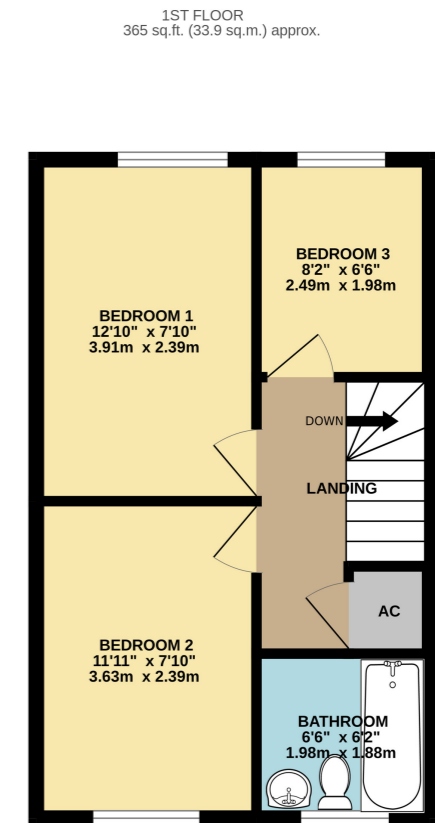 1ST FLOOR
365 sq.ft. (33.9 sq.m.) approx.
BEDROOM 3
8'2" x 6'6"
2.49m x 1.98m
BEDROOM 1
12'10" x 7'10"
3.91m x 2.39m
DOWN
LANDING
AC
BEDROOM 2
11'11" x 7'10"
3.63m x 2.39m
BATHROOM
6'6" x 6'2"
1.98m x 1.88m